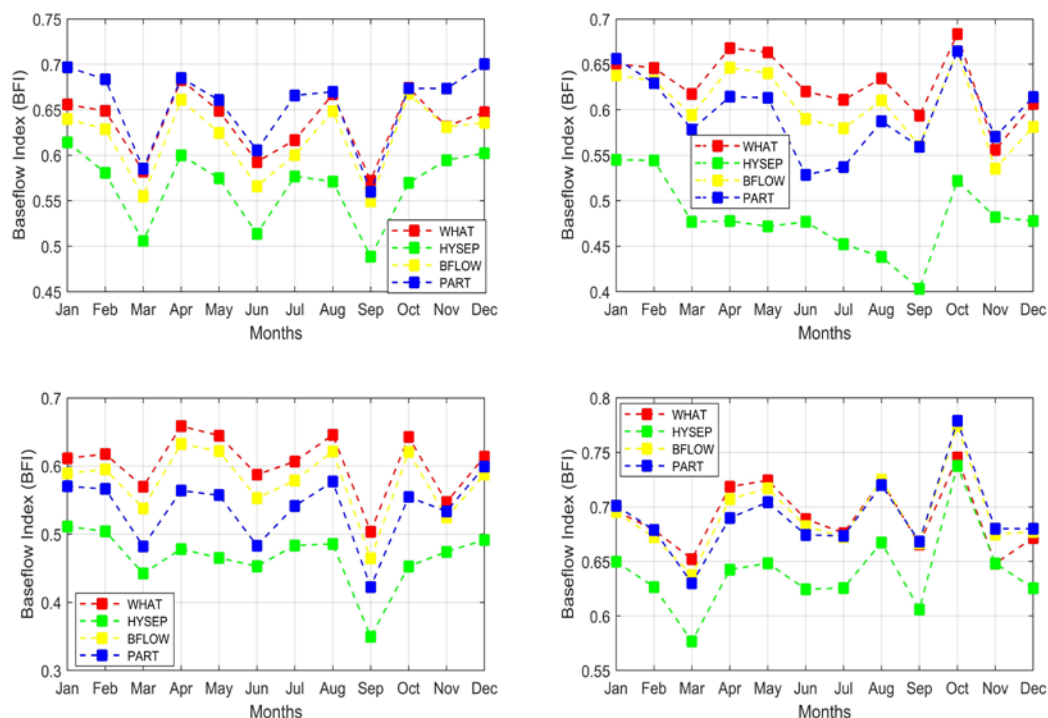 0.75
0.7
0.65
0.6
0.55
0.5
0.45
Baseflow Index (BFI)
WHAT
HYSEP
BFLOW
PART
Jan Feb Mar Apr May Jun Jul Aug Sep Oct Nov Dec
Months
0.7
0.65
0.6
0.55
0.5
0.45
0.4
Baseflow Index (BFI)
WHAT
HYSEP
BFLOW
PART
Jan Feb Mar Apr May Jun Jul Aug Sep Oct Nov Dec
Months
0.7
0.6
0.5
0.4
0.3
Baseflow Index (BFI)
WHAT
HYSEP
BFLOW
PART
Jan Feb Mar Apr May Jun Jul Aug Sep Oct Nov Dec
Months
0.8
0.75
0.7
0.65
0.6
0.55
Baseflow Index (BFI)
WHAT
HYSEP
BFLOW
PART
Jan Feb Mar Apr May Jun Jul Aug Sep Oct Nov Dec
Months